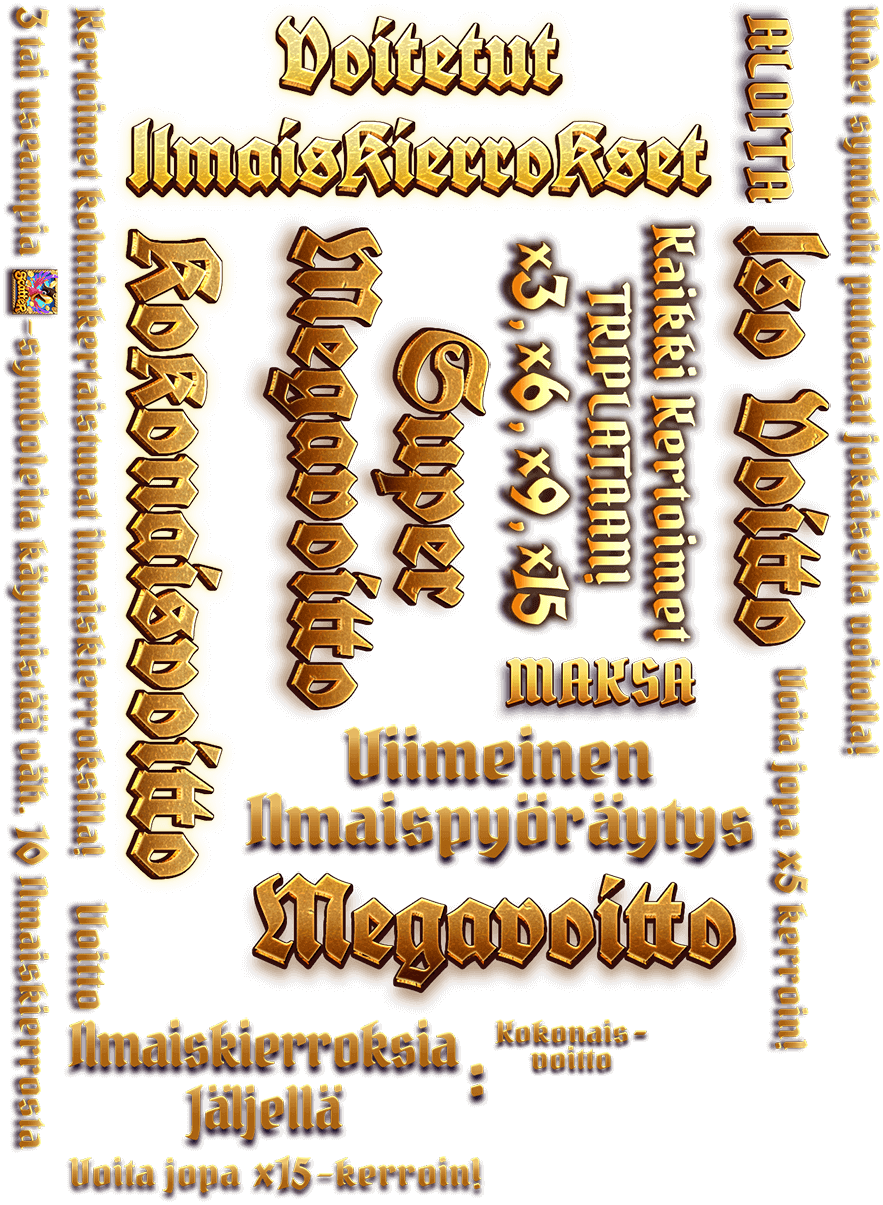 Voitetut
Ilmaiskierrokset
ALOITA
Uudet symbolit putoavat jokaisella voitolla!
Kertoimet kolminkertaistuvat ilmaiskierroksilla!
3 tai useampia SCATTER-symboleita käynnistää väh. 10 Ilmaiskierrosta
Kokonaisvoitto
Super
Megavoitto
Kaikki Kertoimet
TRIPLATAAN!
x3, x6, x9, x15
Iso Voitto
MAKSA
Viimeinen
Ilmaispyöräytys
Voita jopa x5 kerroin!
Megavoitto
Voitto
Ilmaiskierroksia
Jäljellä
:
Kokonais-
voitto
Voita jopa x15-kerroin!